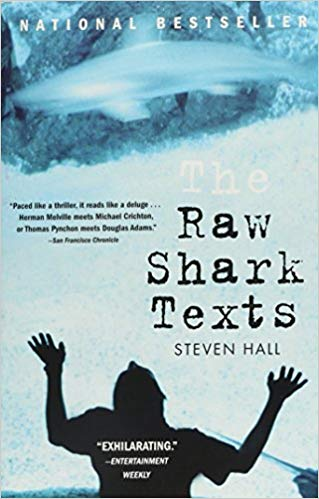 NATIONAL BESTSELLER
The
"Paced like a thriller, it reads like a deluge . . .
Herman Melville meets Michael Crichton,
or Thomas Pynchon meets Douglas Adams."
—San Francisco Chronicle
Raw
Shark
Texts
STEVEN HALL
"EXHILARATING."
—ENTERTAINMENT
WEEKLY